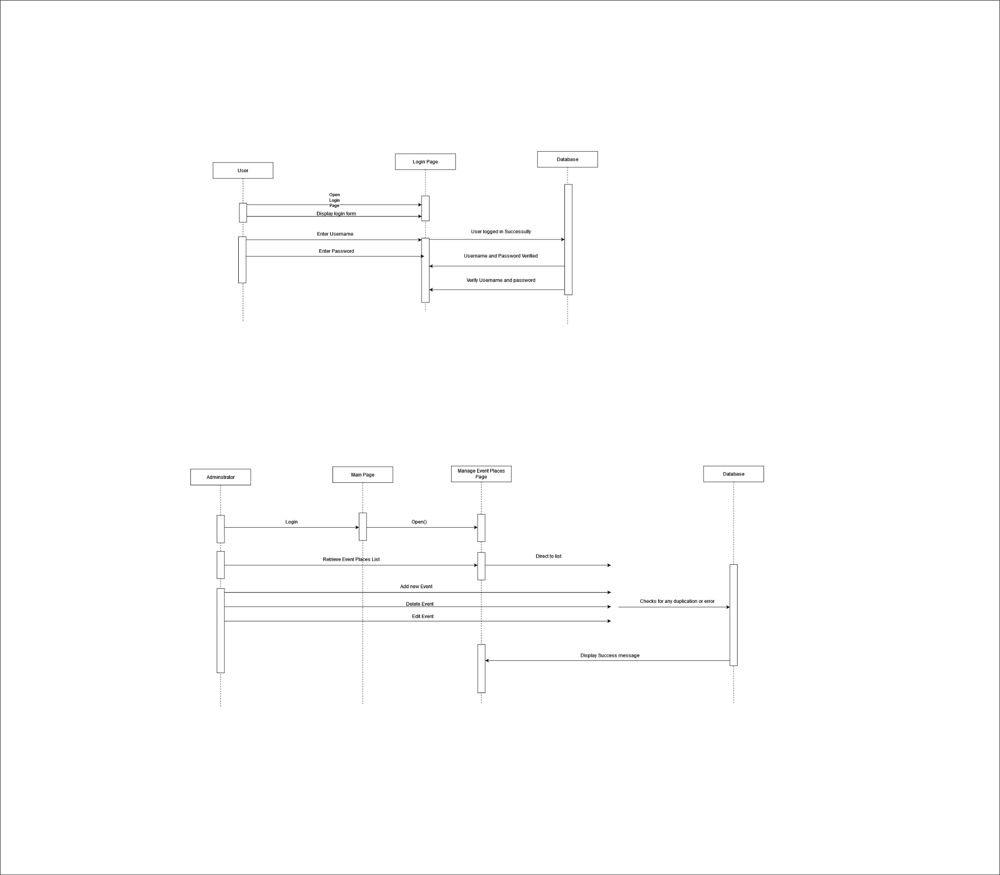 User
Login Page
Database
Open
Login
Page
Display login form
Enter Username
User logged in Successully
Enter Password
Username and Password Verified
Verify Username and password
Adminstrator
Main Page
Manage Event Places
Page
Database
Login
Open()
Retrieve Event Places List
Direct to list
Add new Event
Delete Event
Checks for any duplication or error
Edit Event
Display Success message